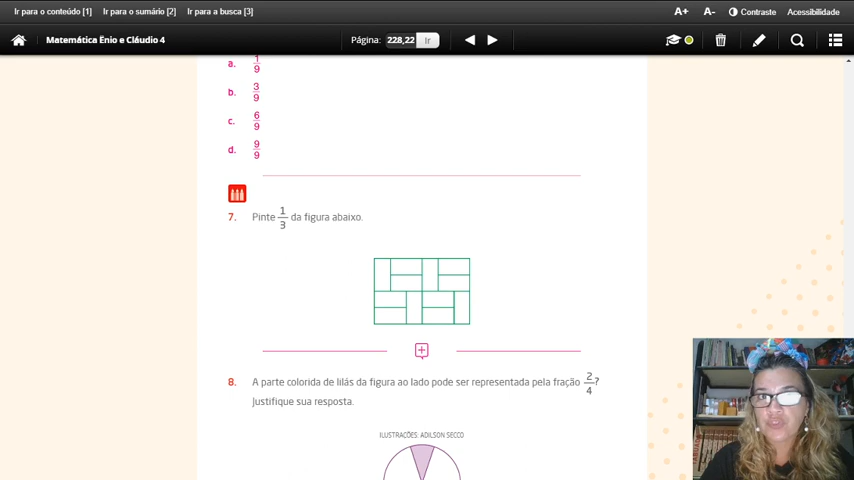 Ir para o conteúdo [1] Ir para o sumário [2] Ir para a busca [3] A+ A- Contraste Acessibilidade
Matemática Enio e Cláudio 4 Página: 228,22 Ir
a. 1/9
b. 3/9
c. 6/9
d. 9/9
7. Pinte 1/3 da figura abaixo.
8. A parte colorida de lilás da figura ao lado pode ser representada pela fração 2/4?
Justifique sua resposta.
ILUSTRAÇÕES: ADILSON SECCO